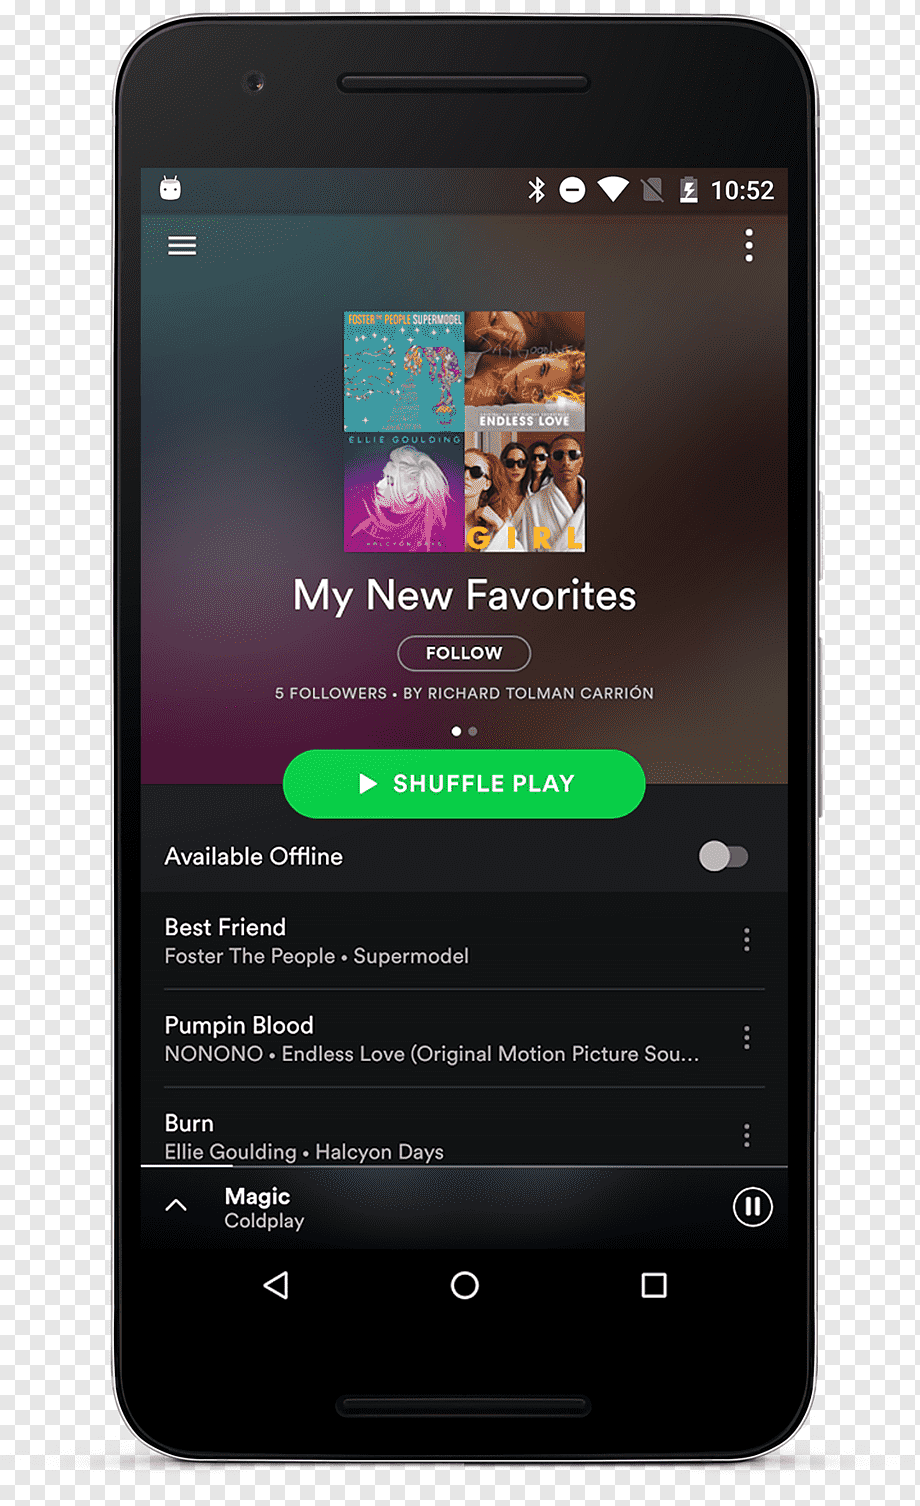 10:52
FOSTER THE PEOPLE SUPERMODEL
ENDLESS LOVE
ELLIE GOULDING
HALCYON DAYS
GIRL
My New Favorites
FOLLOW
5 FOLLOWERS • BY RICHARD TOLMAN CARRIÓN
SHUFFLE PLAY
Available Offline
Best Friend
Foster The People • Supermodel
Pumpin Blood
NONONO • Endless Love (Original Motion Picture Sou...
Burn
Ellie Goulding • Halcyon Days
Magic
Coldplay